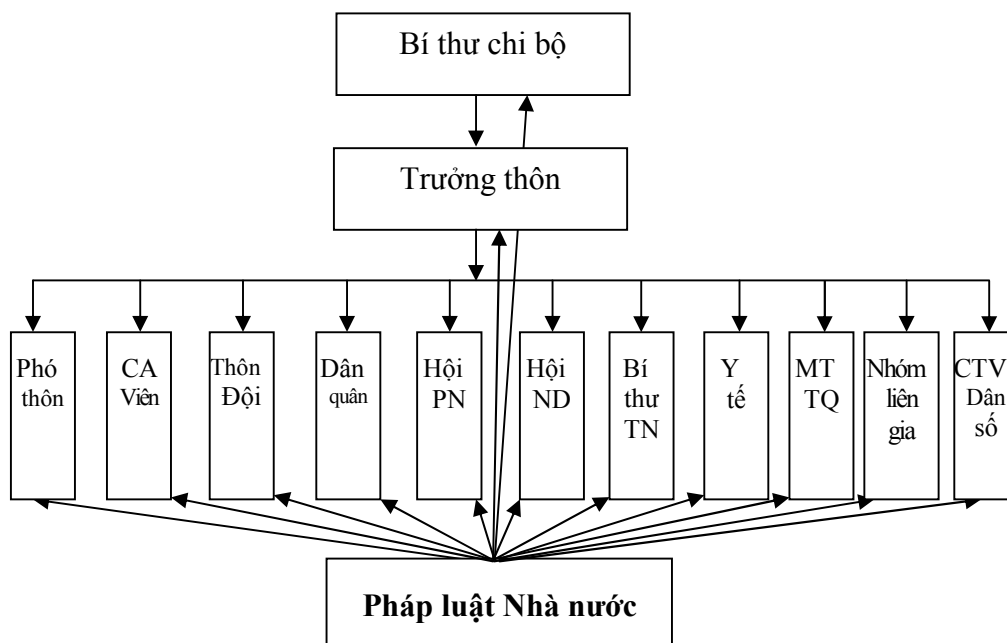 Bí thư chi bộ
Trưởng thôn
Phó
thôn
CA
Viên
Thôn
Đội
Dân
quân
Hội
PN
Hội
ND
Bí
thư
TN
Y
tế
MT
TQ
Nhóm
liên
gia
CTV
Dân
số
Pháp luật Nhà nước